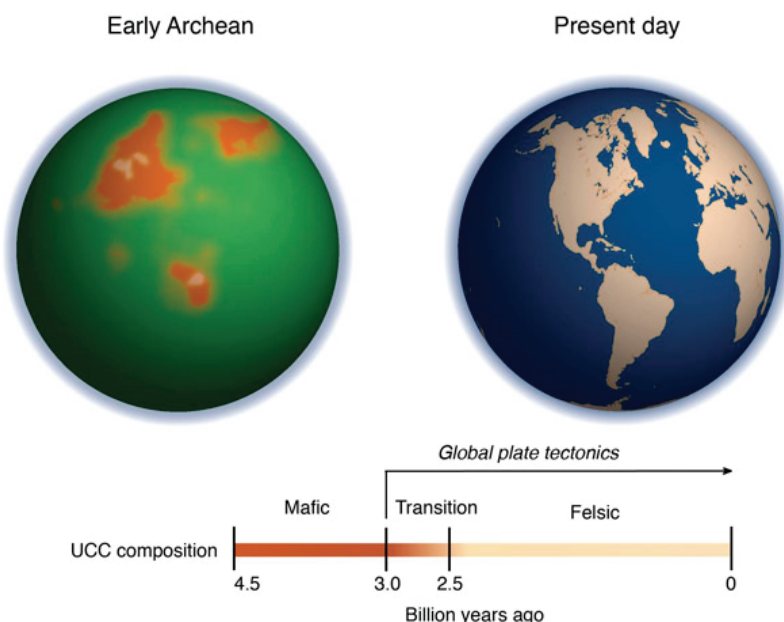 Early Archean
Present day
Global plate tectonics
Mafic
Transition
Felsic
UCC composition
4.5
3.0
2.5
0
Billion years ago